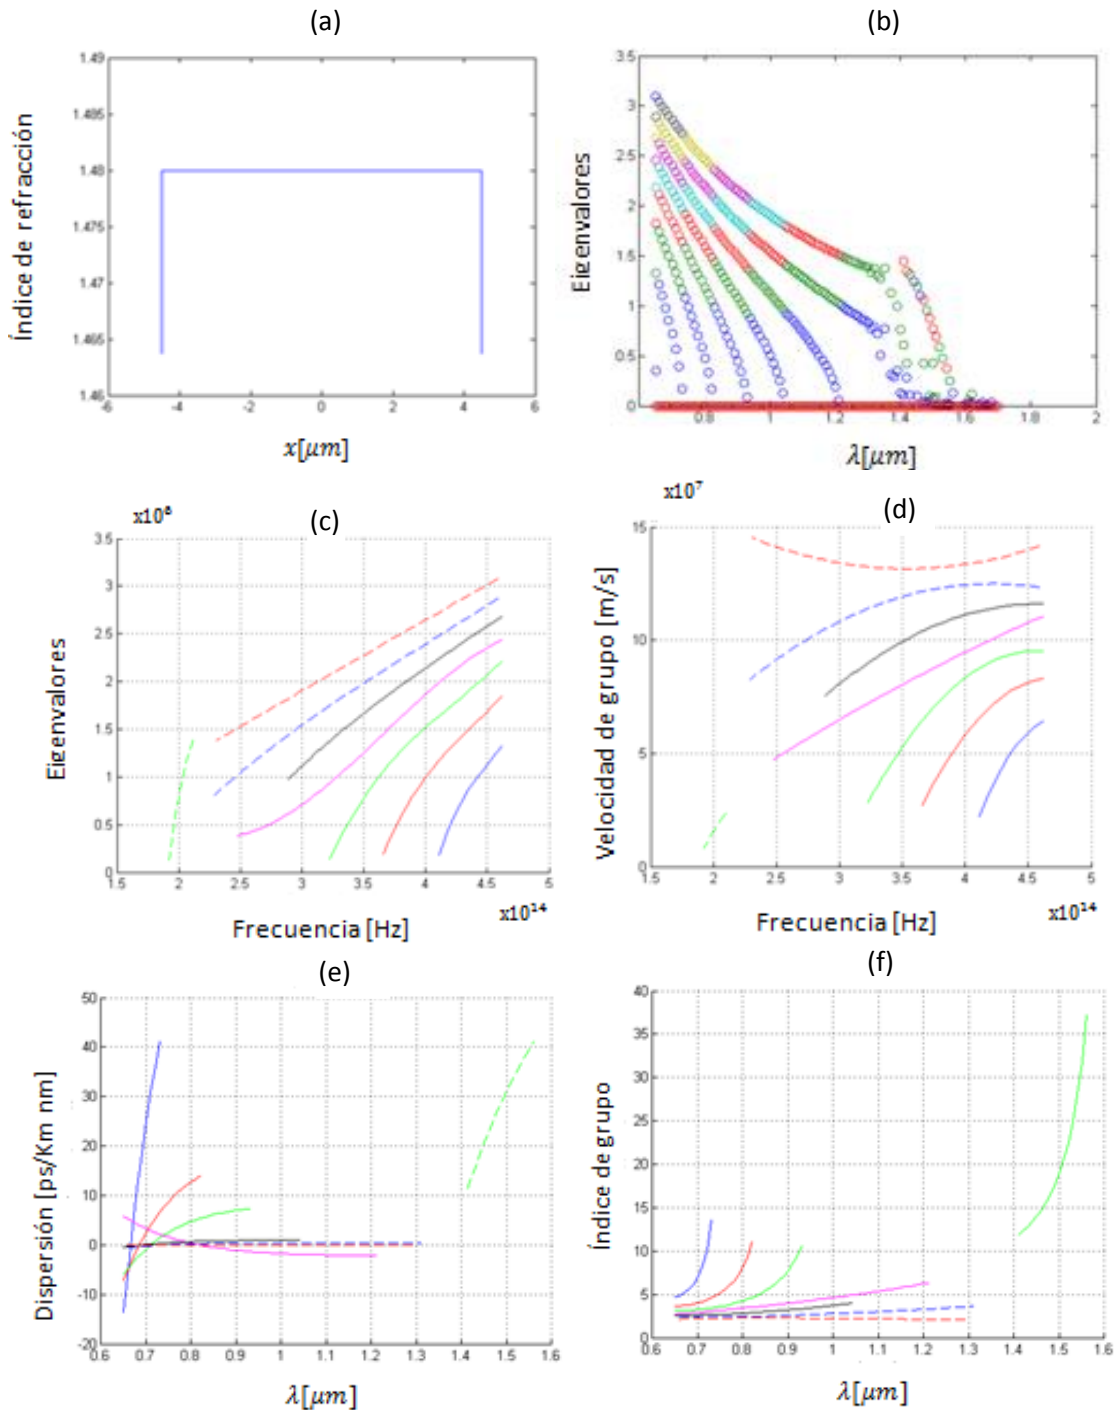 (a)
1.49
1.485
1.48
1.475
1.47
1.465
1.46
-6 -4 -2 0 2 4 6
Índice de refracción
x[μm]
(b)
3.5
3
2.5
2
1.5
1
0.5
0
0.8 1 1.2 1.4 1.6 1.8 2
Eigenvalores
λ[μm]
(c)
x10⁶
3.5
3
2.5
2
1.5
1
0.5
0
1.5 2 2.5 3 3.5 4 4.5 5
x10¹⁴
Eigenvalores
Frecuencia [Hz]
(d)
x10⁷
15
10
5
0
1.5 2 2.5 3 3.5 4 4.5 5
x10¹⁴
Velocidad de grupo [m/s]
Frecuencia [Hz]
(e)
50
40
30
20
10
0
-10
-20
0.6 0.7 0.8 0.9 1 1.1 1.2 1.3 1.4 1.5 1.6
Dispersión [ps/Km nm]
λ[μm]
(f)
40
35
30
25
20
15
10
5
0
0.6 0.7 0.8 0.9 1 1.1 1.2 1.3 1.4 1.5 1.6
Índice de grupo
λ[μm]